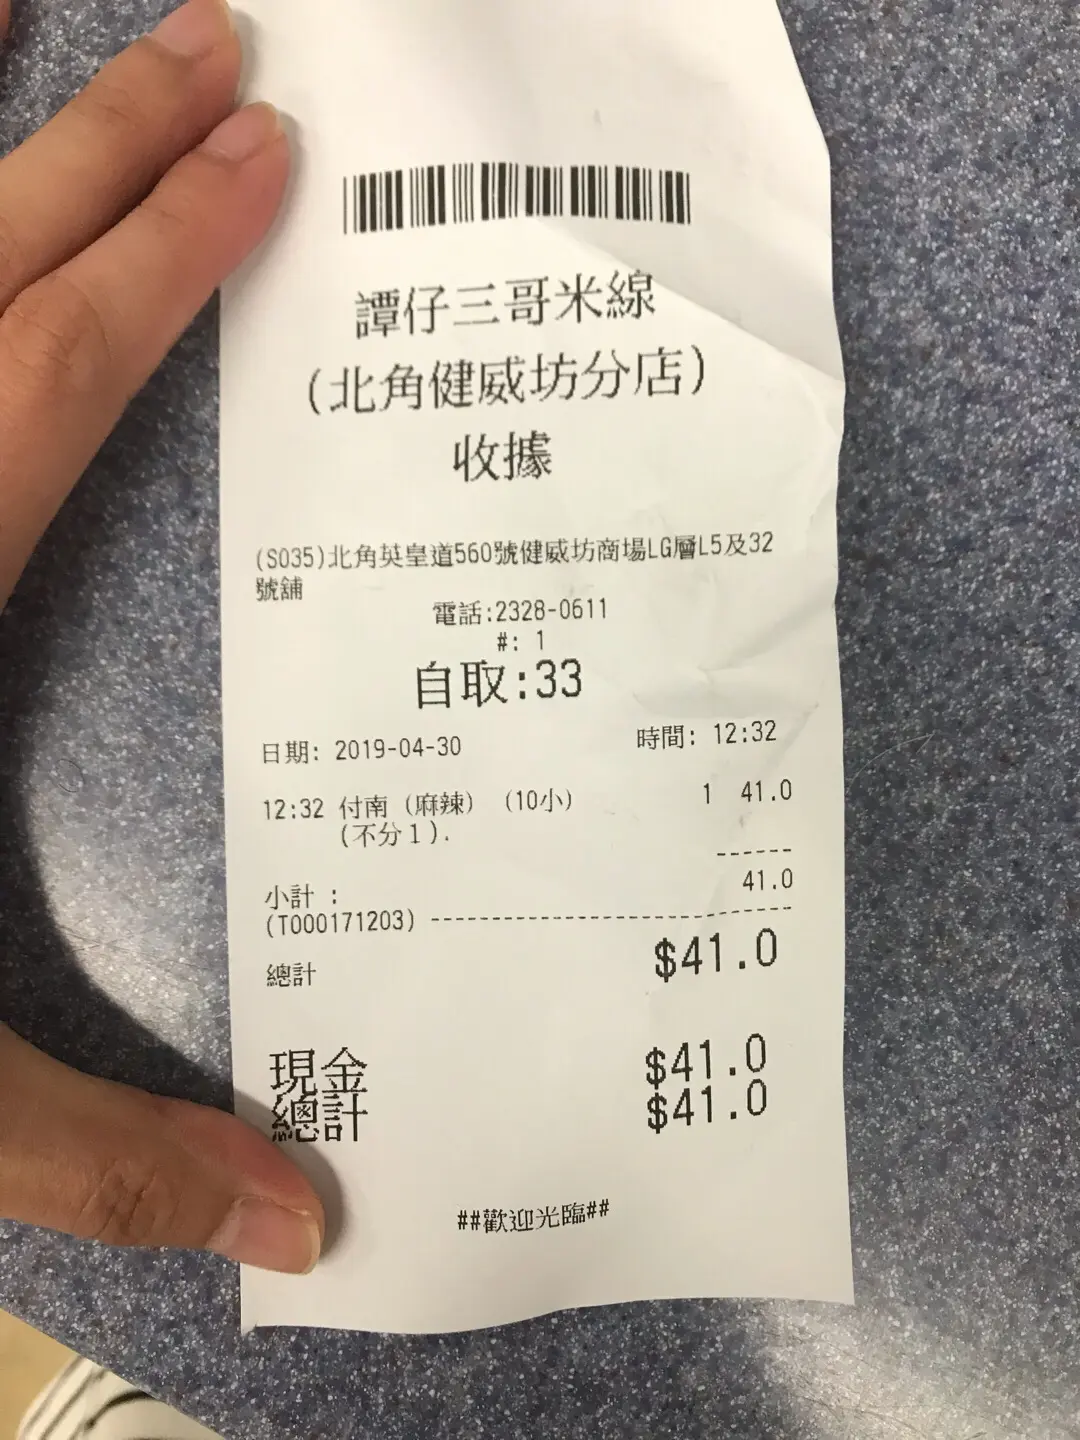 譚仔三哥米線
(北角健威坊分店)
收據
(S035)北角英皇道560號健威坊商場LG層L5及32
號舖
電話:2328-0611
#: 1
自取:33
日期: 2019-04-30 時間: 12:32
12:32 付南 (麻辣) (10小) 1 41.0
(不分1).
------
小計 : 41.0
(T000171203) -----------------------------
總計 $41.0
現金 $41.0
總計 $41.0
##歡迎光臨##